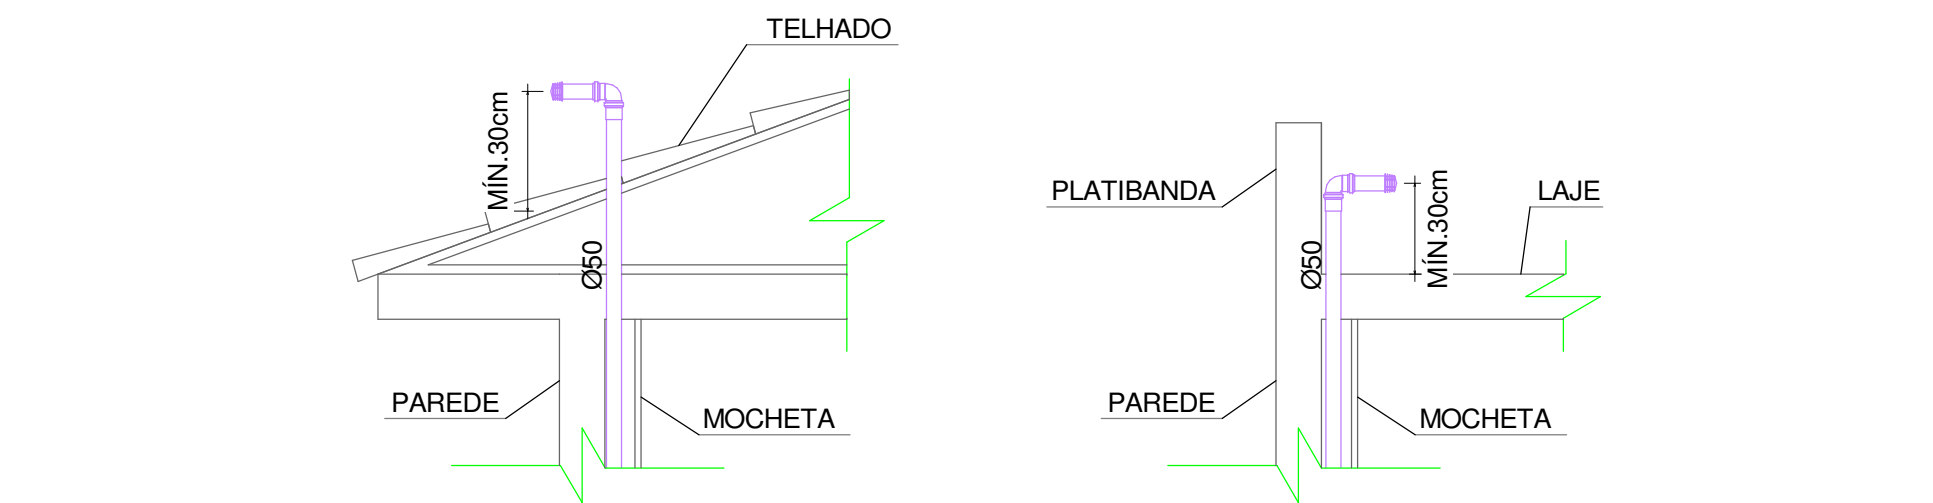 TELHADO
MÍN.30cm
Ø50
PAREDE
MOCHETA
PLATIBANDA
LAJE
MÍN.30cm
Ø50
PAREDE
MOCHETA